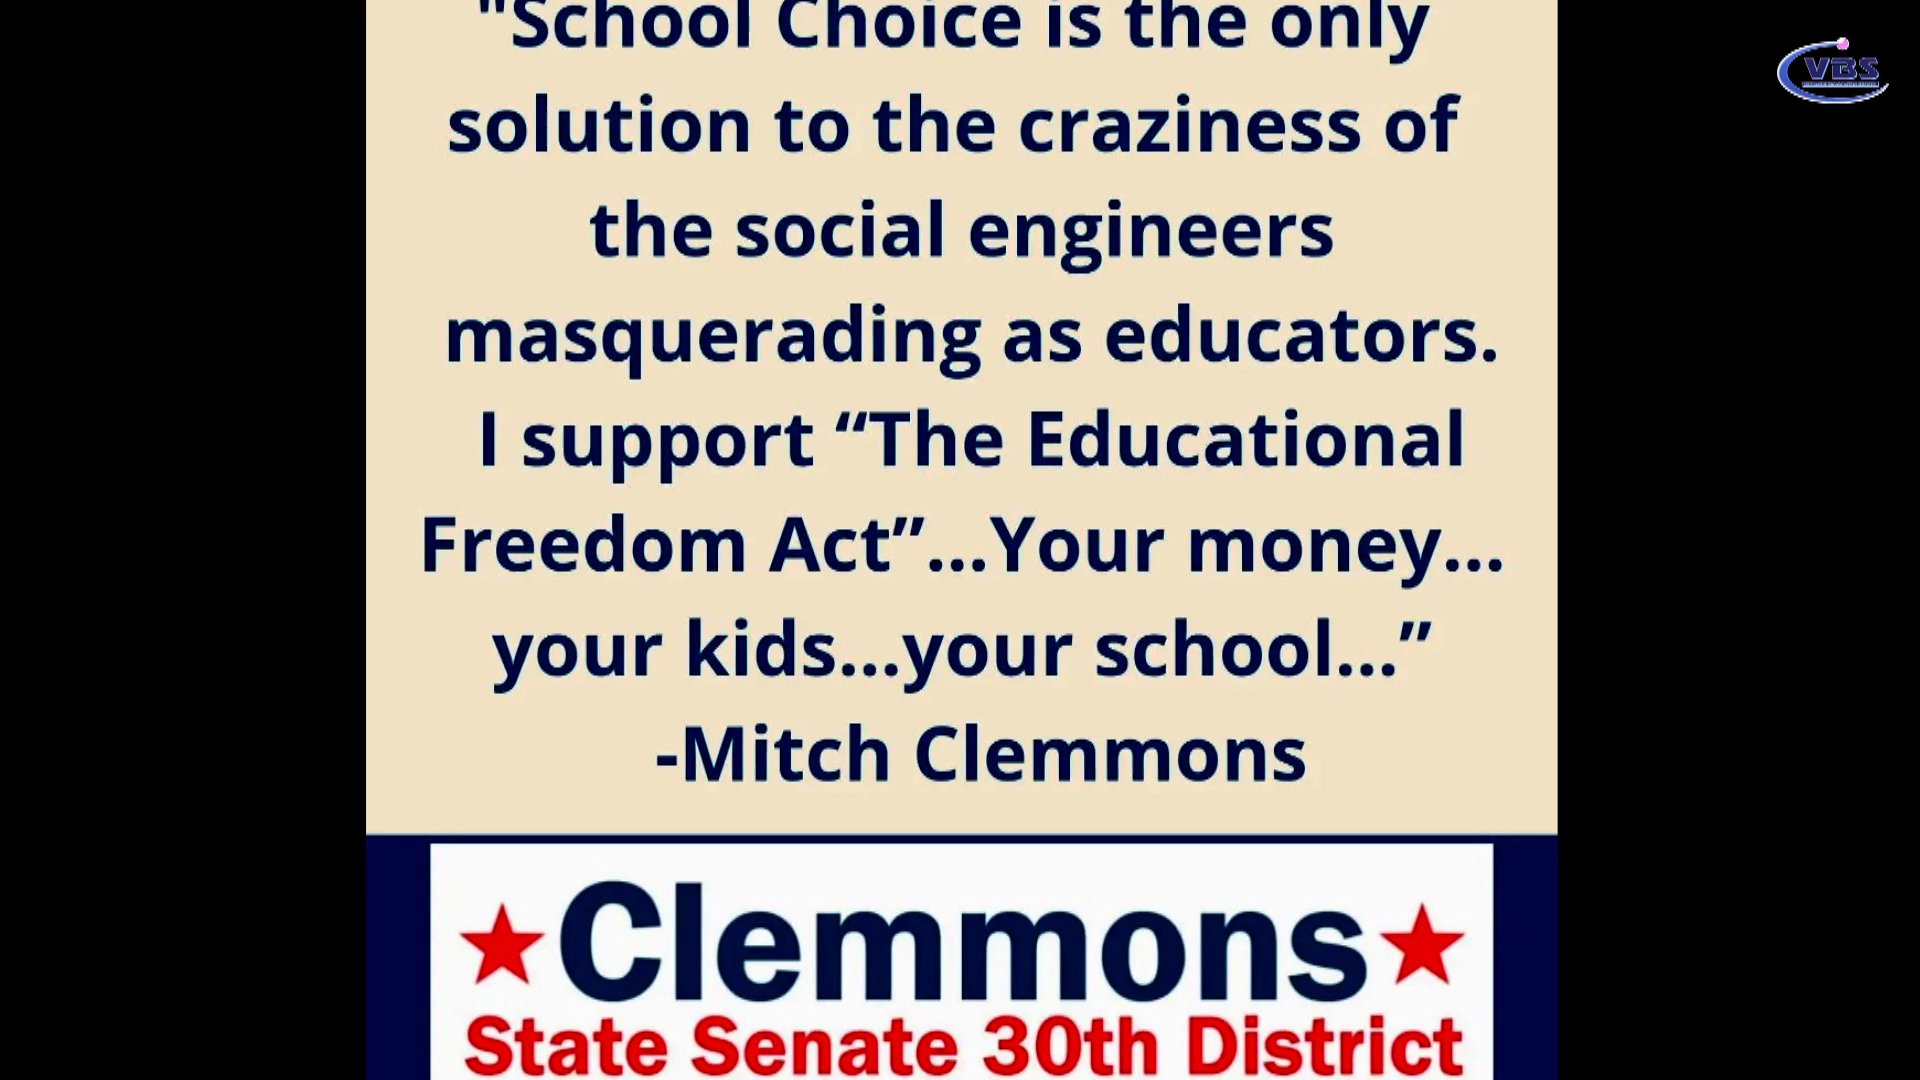 "School Choice is the only
solution to the craziness of
the social engineers
masquerading as educators.
I support “The Educational
Freedom Act”...Your money...
your kids...your school...”
-Mitch Clemmons
Clemmons
State Senate 30th District
VBS